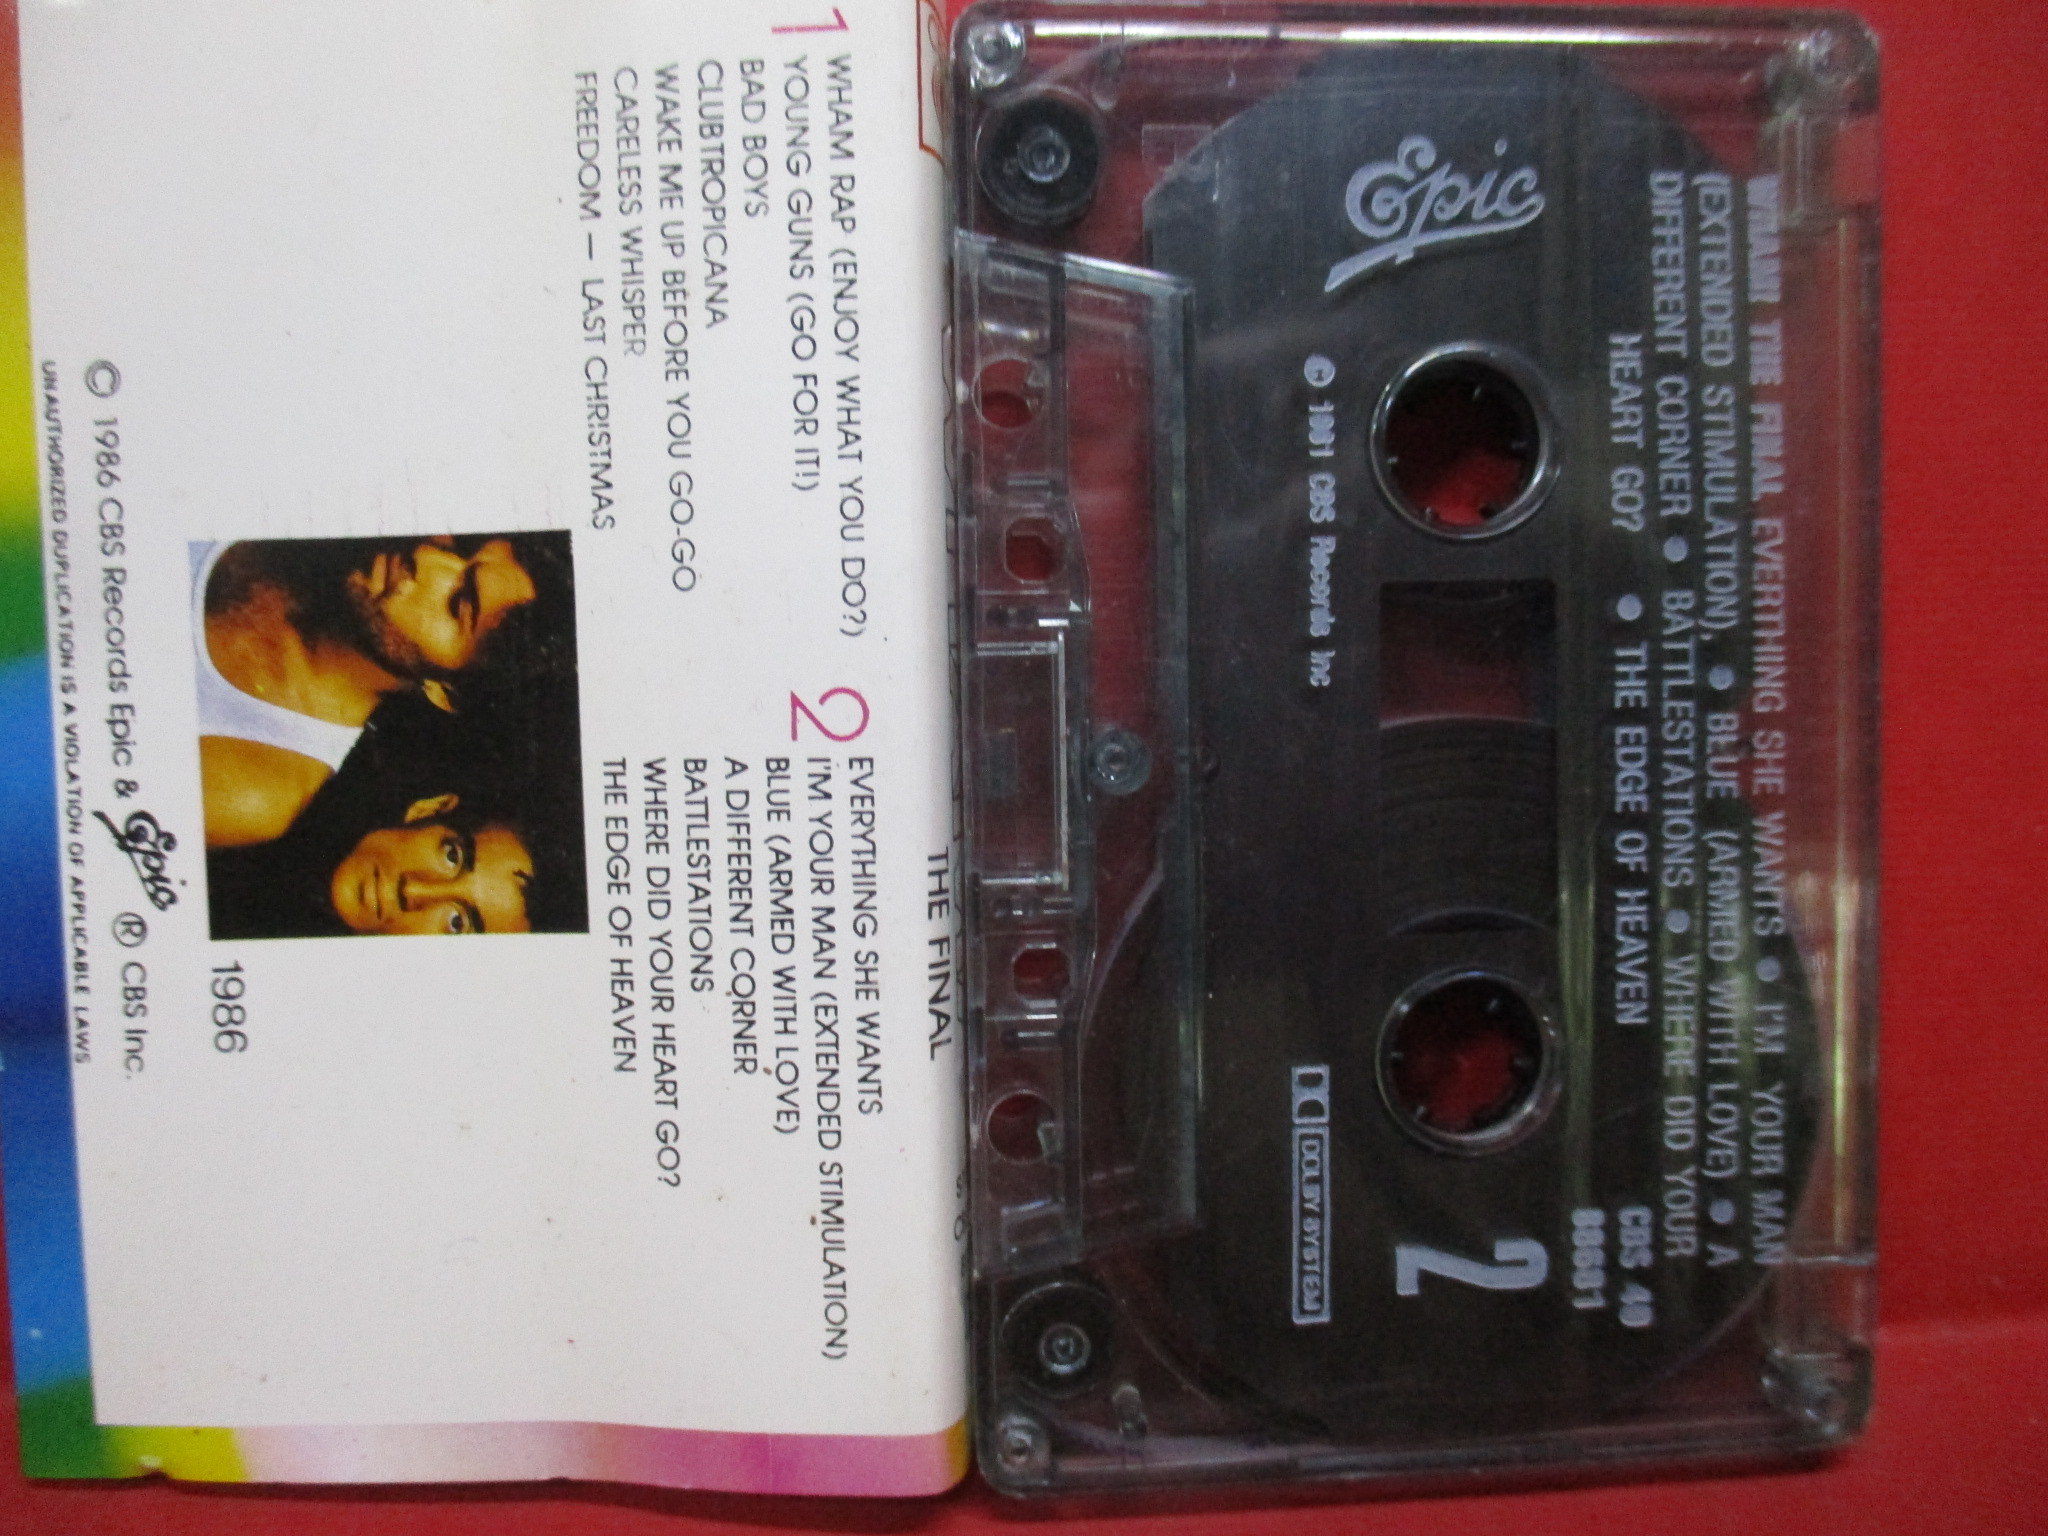 THE FINAL
1
WHAM RAP (ENJOY WHAT YOU DO?)
YOUNG GUNS (GO FOR IT!)
BAD BOYS
CLUBTROPICANA
WAKE ME UP BEFORE YOU GO-GO
CARELESS WHISPER
FREEDOM — LAST CHRISTMAS
2
EVERYTHING SHE WANTS
I'M YOUR MAN (EXTENDED STIMULATION)
BLUE (ARMED WITH LOVE)
A DIFFERENT CORNER
BATTLESTATIONS
WHERE DID YOUR HEART GO?
THE EDGE OF HEAVEN
1986
© 1986 CBS Records Epic & Epic ® CBS Inc.
UNAUTHORIZED DUPLICATION IS A VIOLATION OF APPLICABLE LAWS
WHAM! THE FINAL EVERYTHING SHE WANTS ● I'M YOUR MAN
(EXTENDED STIMULATION), ● BLUE (ARMED WITH LOVE) ● A
DIFFERENT CORNER ● BATTLESTATIONS ● WHERE DID YOUR
HEART GO? ● THE EDGE OF HEAVEN
CBS 40
88681
Epic
2
℗ 1981 CBS Records Inc
DOLBY SYSTEM